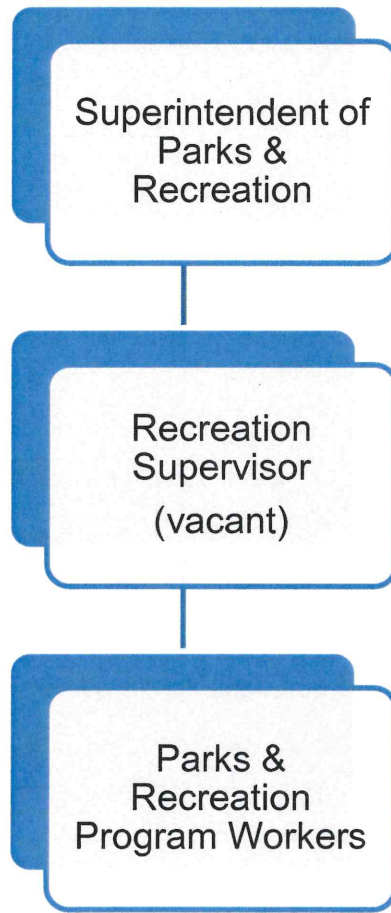 Superintendent of
Parks &
Recreation
Recreation
Supervisor
(vacant)
Parks &
Recreation
Program Workers